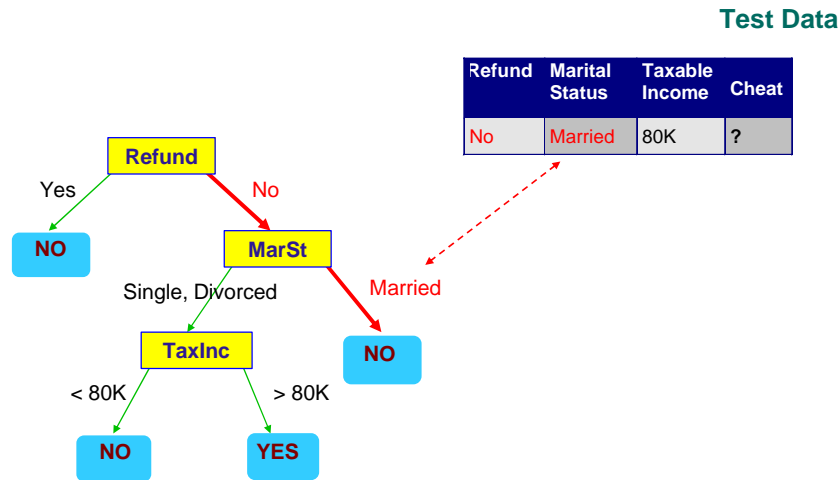 Test Data
Refund Marital Status Taxable Income Cheat
No Married 80K ?
Refund
Yes No
NO MarSt
Single, Divorced Married
TaxInc NO
< 80K > 80K
NO YES